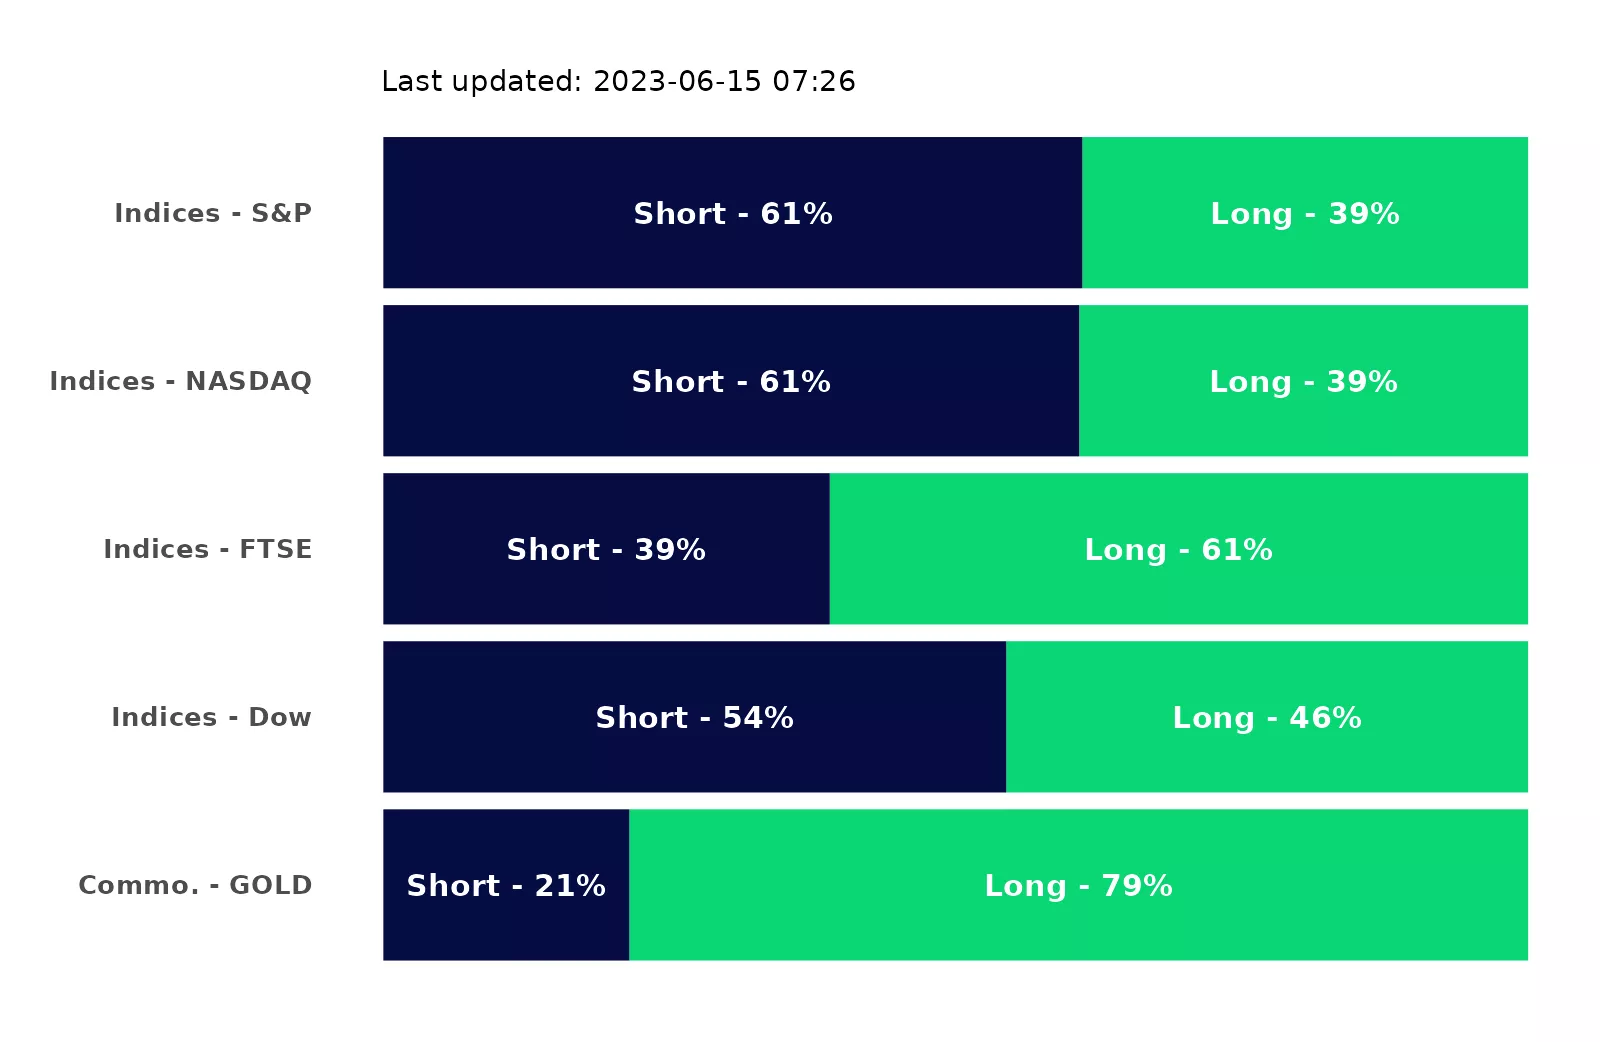 Last updated: 2023-06-15 07:26
Indices - S&P Short - 61% Long - 39%
Indices - NASDAQ Short - 61% Long - 39%
Indices - FTSE Short - 39% Long - 61%
Indices - Dow Short - 54% Long - 46%
Commo. - GOLD Short - 21% Long - 79%